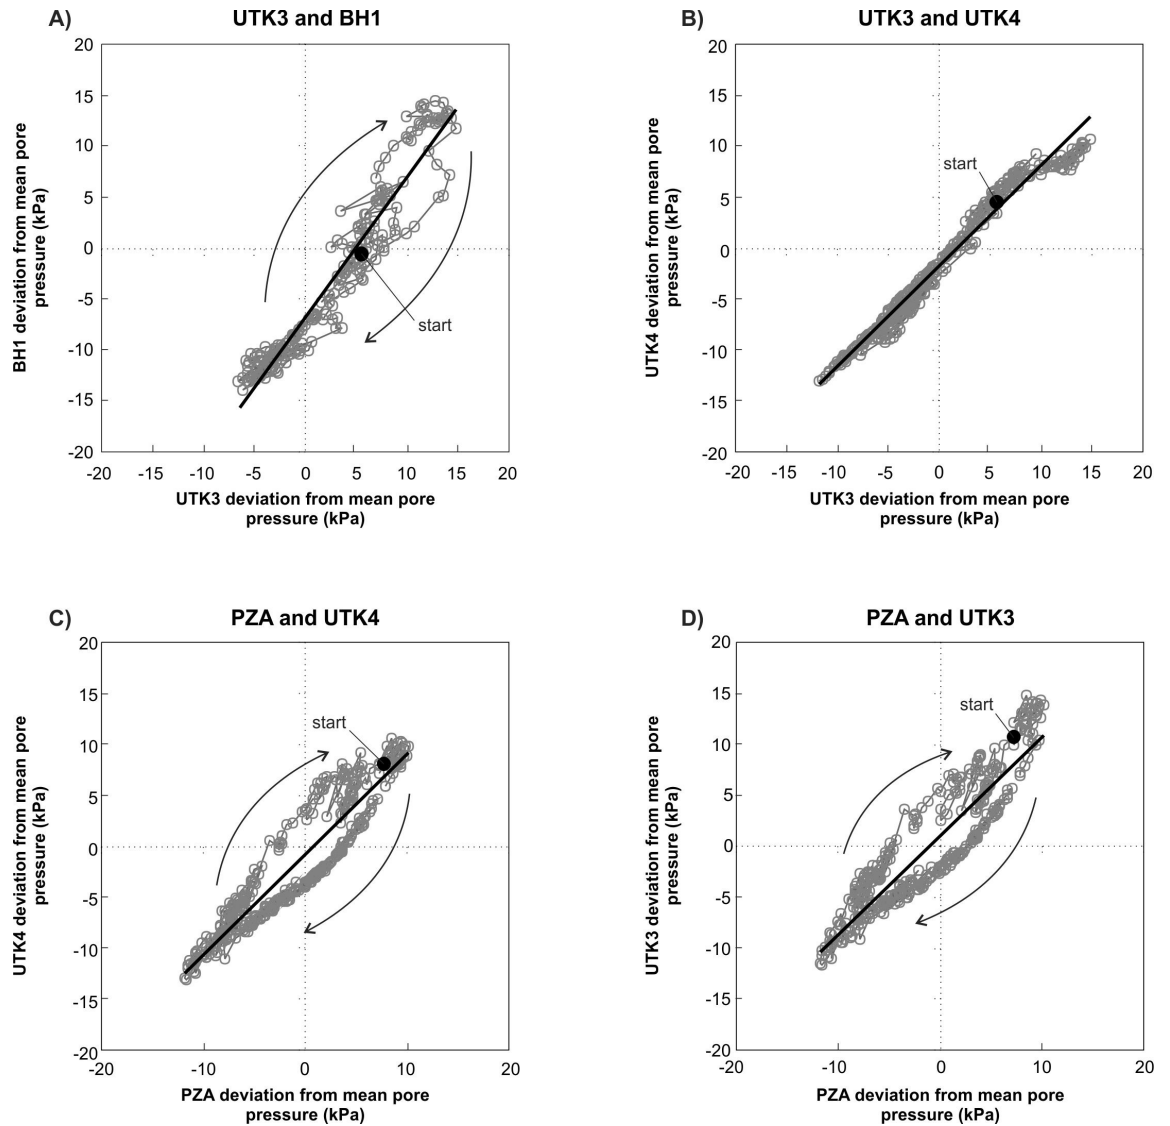 A)
UTK3 and BH1
20
15
10
5
0
-5
-10
-15
-20
BH1 deviation from mean pore
pressure (kPa)
start
-20 -15 -10 -5 0 5 10 15 20
UTK3 deviation from mean pore
pressure (kPa)
B)
UTK3 and UTK4
20
15
10
5
0
-5
-10
-15
-20
UTK4 deviation from mean pore
pressure (kPa)
start
-20 -15 -10 -5 0 5 10 15 20
UTK3 deviation from mean pore
pressure (kPa)
C)
PZA and UTK4
20
15
10
5
0
-5
-10
-15
-20
UTK4 deviation from mean pore
pressure (kPa)
start
-20 -10 0 10 20
PZA deviation from mean pore
pressure (kPa)
D)
PZA and UTK3
20
15
10
5
0
-5
-10
-15
-20
UTK3 deviation from mean pore
pressure (kPa)
start
-20 -10 0 10 20
PZA deviation from mean pore
pressure (kPa)